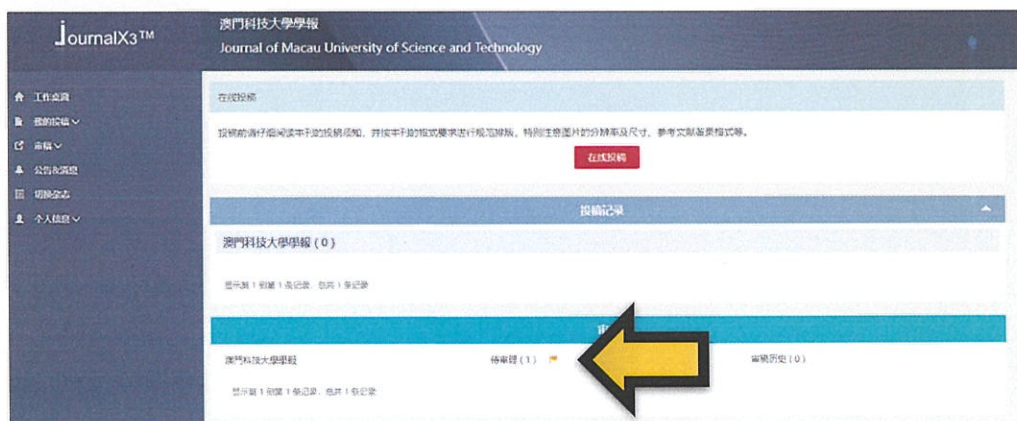 JournalX3™
澳門科技大學學報
Journal of Macau University of Science and Technology
工作桌面
我的投稿
审稿
公告及消息
切换杂志
个人信息
在线投稿
投稿前请仔细阅读本刊的投稿须知，并按本刊的格式要求进行规范排版，特别注意图片的分辨率及尺寸、参考文献著录格式等。
在线投稿
投稿记录
澳門科技大學學報 ( 0 )
显示第 1 到第 1 条记录，总共 1 条记录
审
澳門科技大學學報
待审理 ( 1 )
审稿历史 ( 0 )
显示第 1 到第 1 条记录，总共 1 条记录